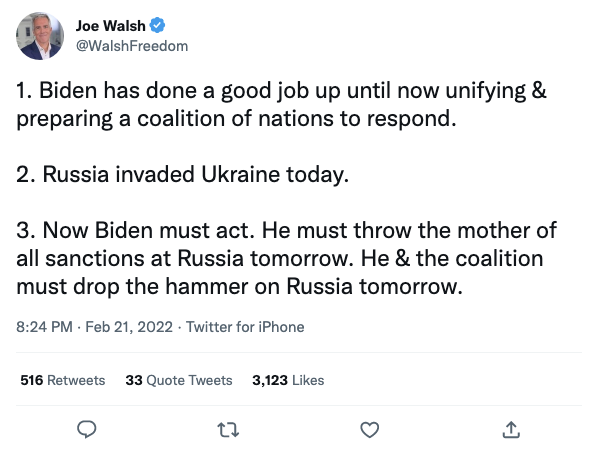 Joe Walsh
@WalshFreedom
1. Biden has done a good job up until now unifying &
preparing a coalition of nations to respond.
2. Russia invaded Ukraine today.
3. Now Biden must act. He must throw the mother of
all sanctions at Russia tomorrow. He & the coalition
must drop the hammer on Russia tomorrow.
8:24 PM · Feb 21, 2022 · Twitter for iPhone
516 Retweets 33 Quote Tweets 3,123 Likes